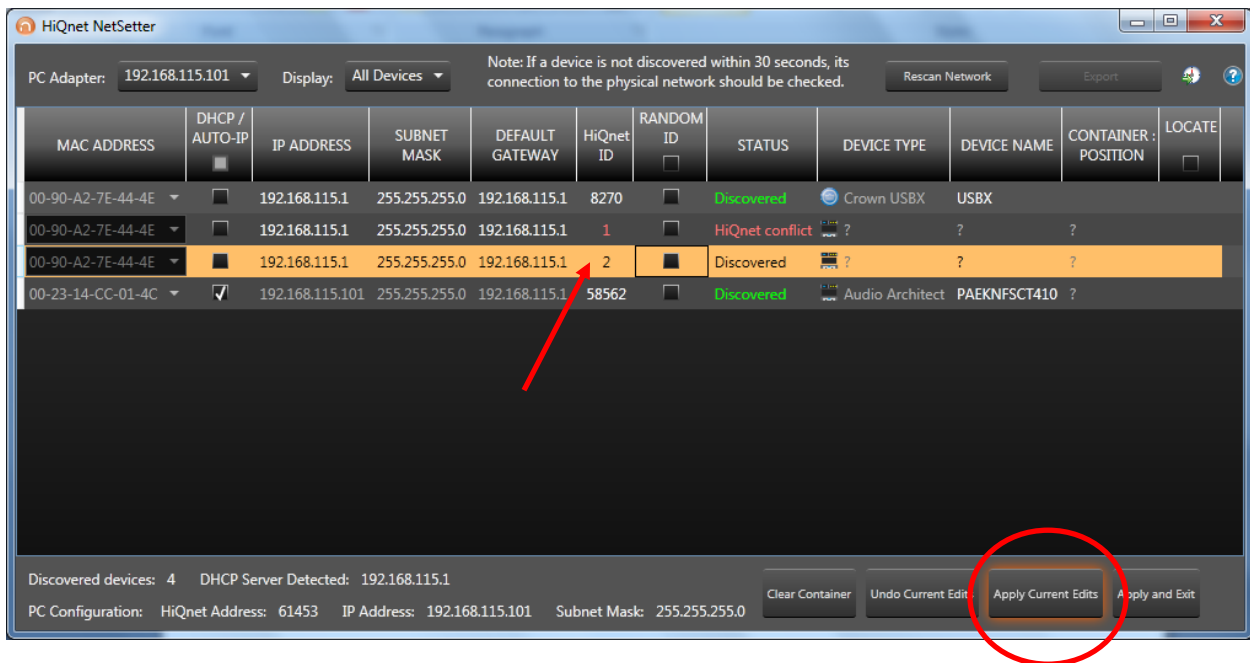 HiQnet NetSetter
PC Adapter: 192.168.115.101 Display: All Devices Note: If a device is not discovered within 30 seconds, its connection to the physical network should be checked. Rescan Network Export
MAC ADDRESS DHCP / AUTO-IP IP ADDRESS SUBNET MASK DEFAULT GATEWAY HiQnet ID RANDOM ID STATUS DEVICE TYPE DEVICE NAME CONTAINER : POSITION LOCATE
00-90-A2-7E-44-4E 192.168.115.1 255.255.255.0 192.168.115.1 8270 Discovered Crown USBX USBX
00-90-A2-7E-44-4E 192.168.115.1 255.255.255.0 192.168.115.1 1 HiQnet conflict ? ? ?
00-90-A2-7E-44-4E 192.168.115.1 255.255.255.0 192.168.115.1 2 Discovered ? ? ?
00-23-14-CC-01-4C 192.168.115.101 255.255.255.0 192.168.115.1 58562 Discovered Audio Architect PAEKNFSCT410 ?
Discovered devices: 4 DHCP Server Detected: 192.168.115.1
PC Configuration: HiQnet Address: 61453 IP Address: 192.168.115.101 Subnet Mask: 255.255.255.0
Clear Container Undo Current Edits Apply Current Edits Apply and Exit